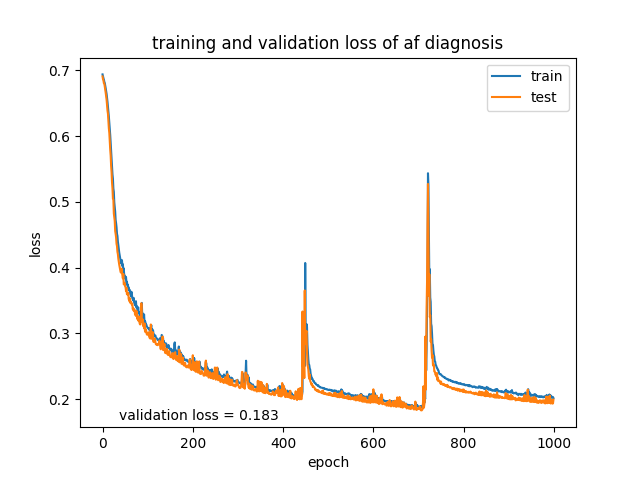 training and validation loss of af diagnosis
train
test
0.7
0.6
0.5
0.4
0.3
0.2
loss
validation loss = 0.183
0
200
400
600
800
1000
epoch